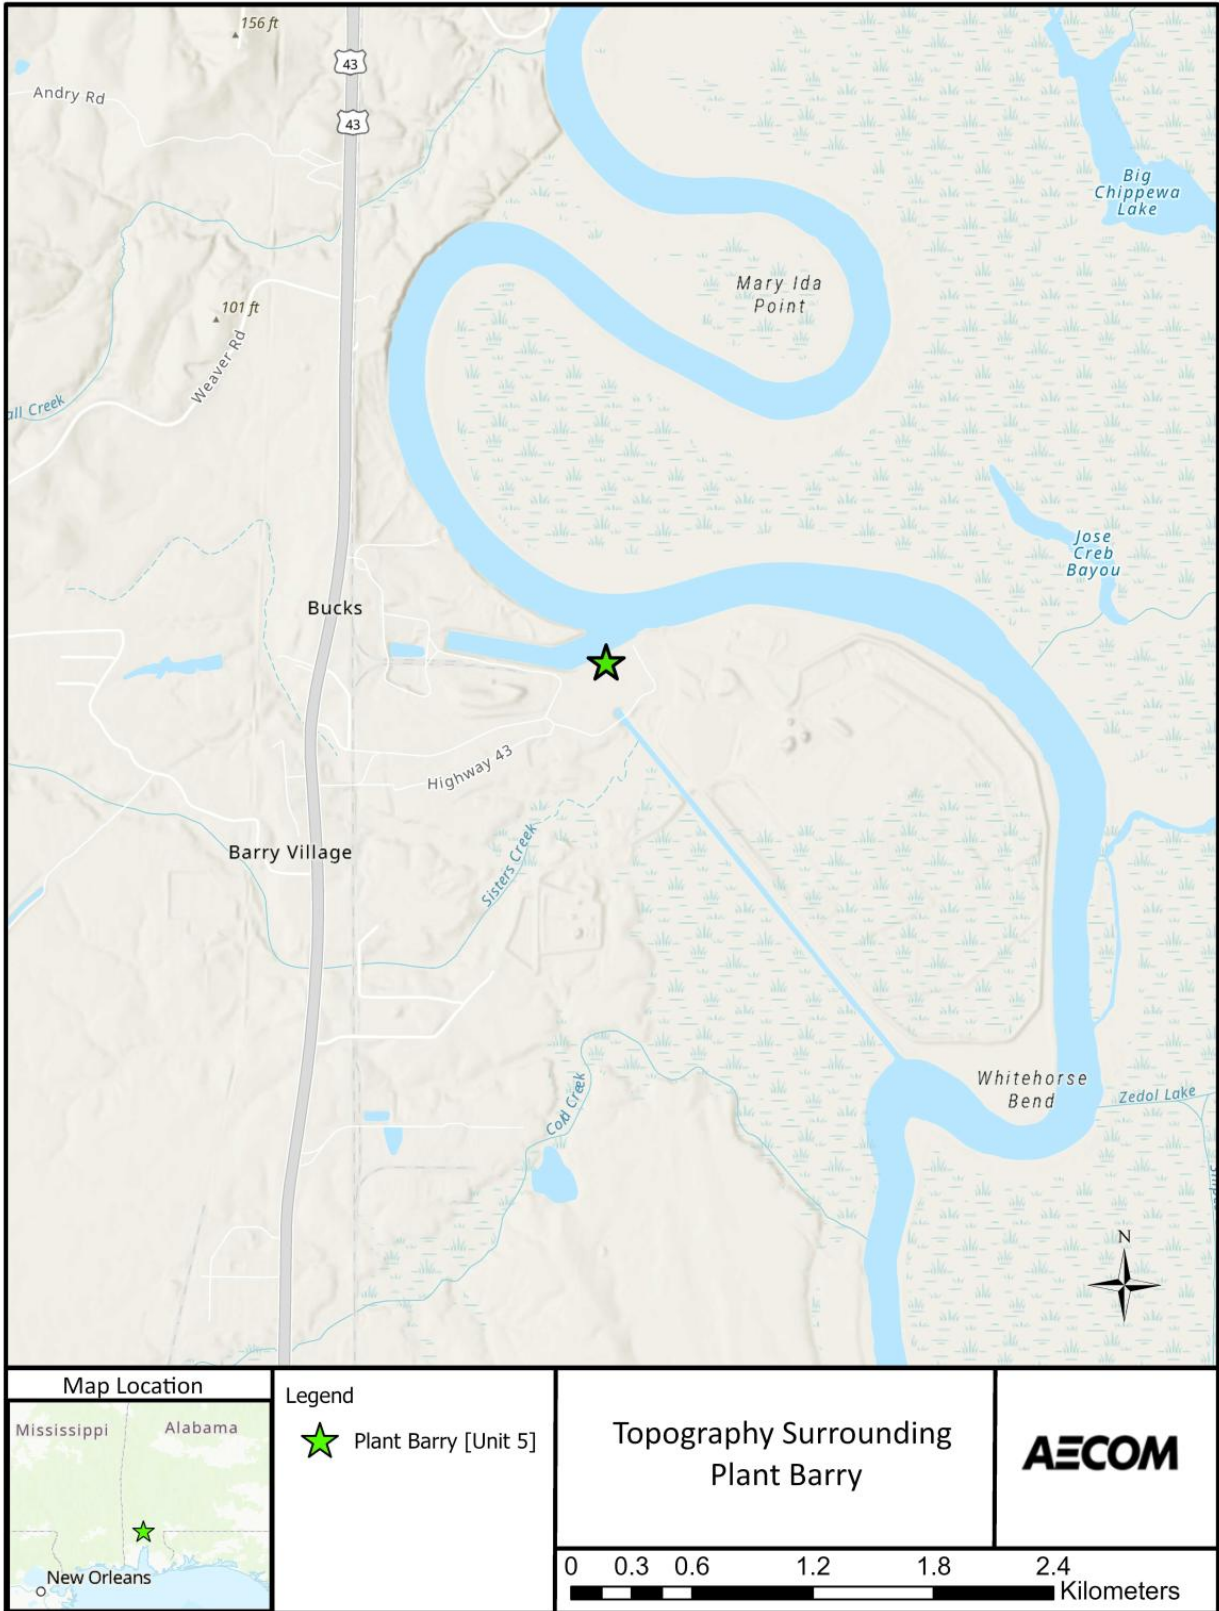 156 ft
43
Andry Rd
43
Big
Chippewa
Lake
Mary Ida
Point
101 ft
Weaver Rd
all Creek
Jose
Creb
Bayou
Bucks
Highway 43
Barry Village
Sisters Creek
Whitehorse
Bend
Zedol Lake
Cold Creek
N
Map Location
Mississippi
Alabama
New Orleans
Legend
Plant Barry [Unit 5]
Topography Surrounding
Plant Barry
AECOM
0 0.3 0.6 1.2 1.8 2.4
Kilometers